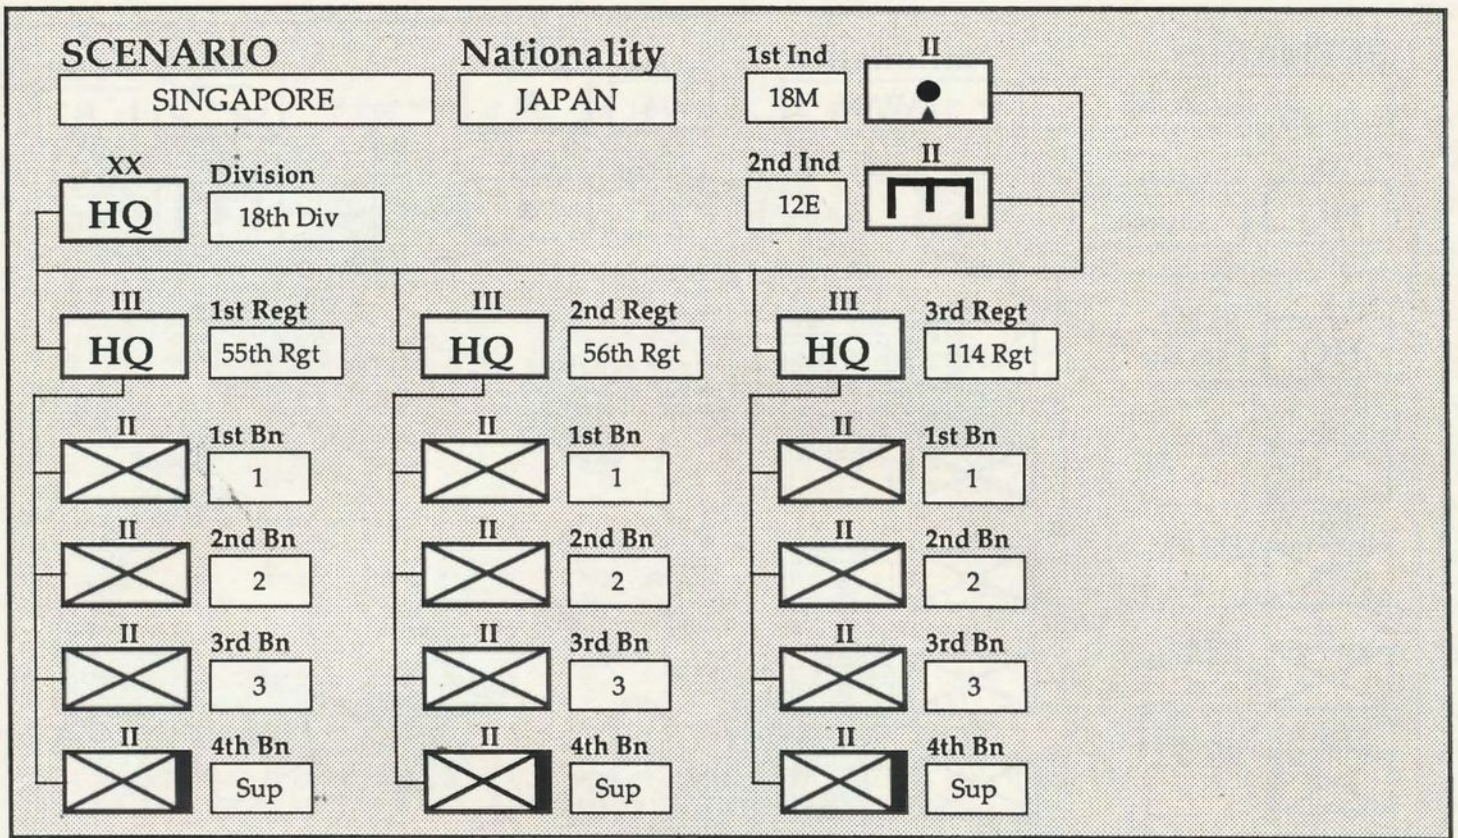 SCENARIO
SINGAPORE
Nationality
JAPAN
1st Ind
18M
II
2nd Ind
12E
II
XX
HQ
Division
18th Div
III
HQ
1st Regt
55th Rgt
III
HQ
2nd Regt
56th Rgt
III
HQ
3rd Regt
114 Rgt
II
1st Bn
1
II
1st Bn
1
II
1st Bn
1
II
2nd Bn
2
II
2nd Bn
2
II
2nd Bn
2
II
3rd Bn
3
II
3rd Bn
3
II
3rd Bn
3
II
4th Bn
Sup
II
4th Bn
Sup
II
4th Bn
Sup